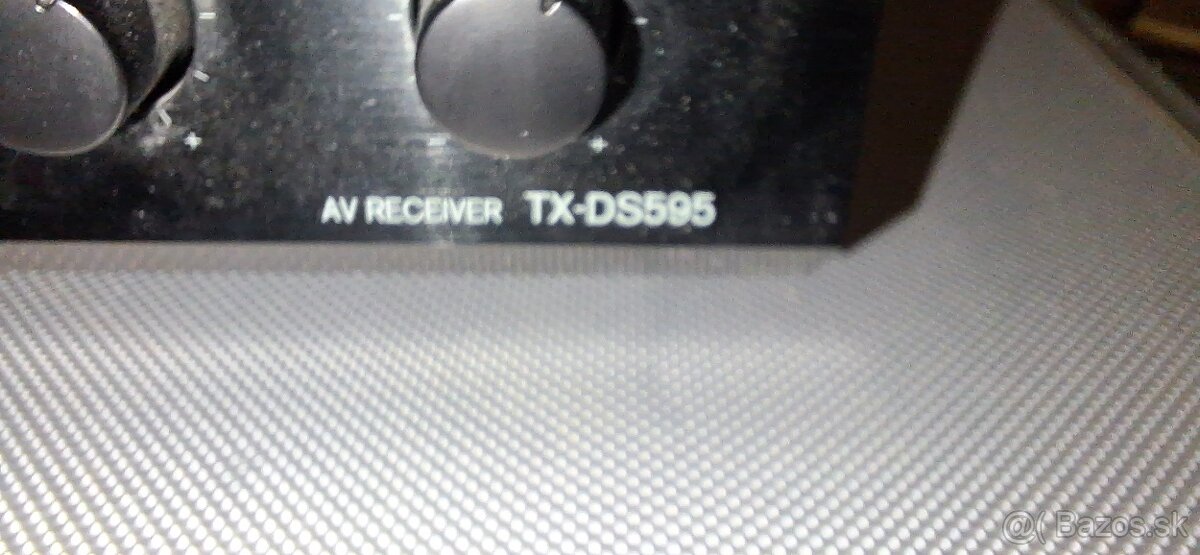 AV RECEIVER TX-DS595
@( Bazos.sk